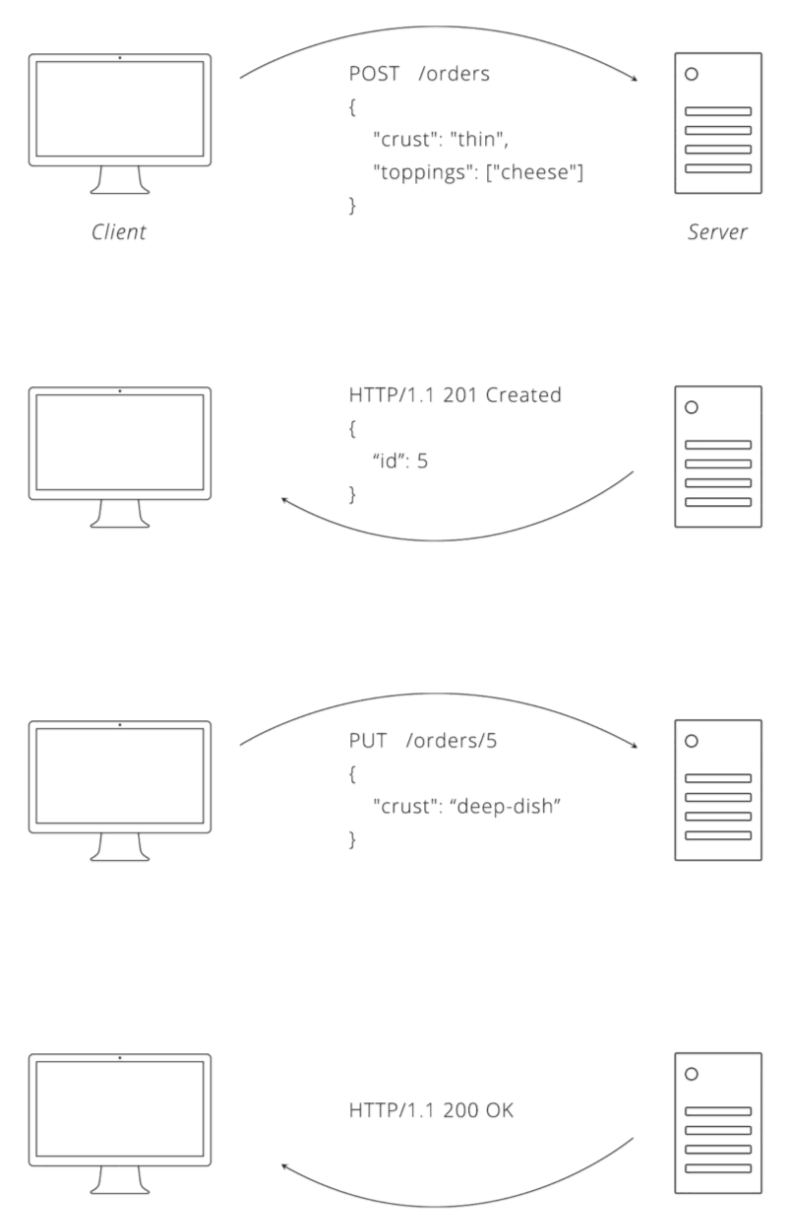 POST /orders
{
"crust": "thin",
"toppings": ["cheese"]
}
Client
Server
HTTP/1.1 201 Created
{
“id”: 5
}
PUT /orders/5
{
"crust": “deep-dish”
}
HTTP/1.1 200 OK